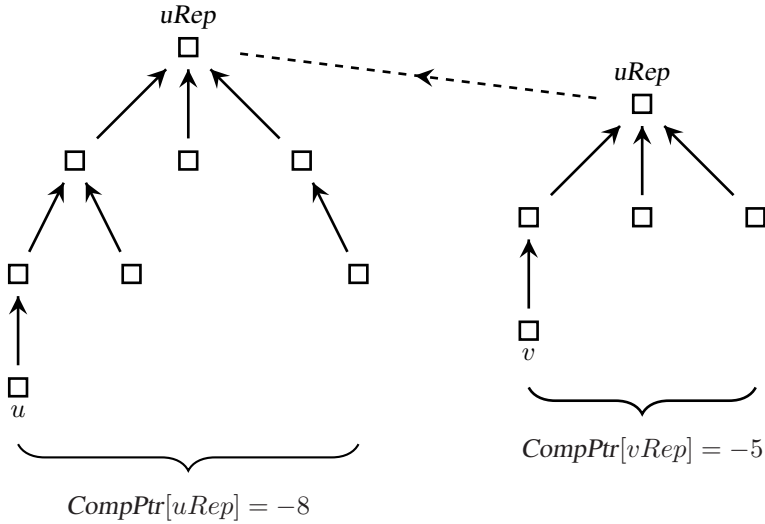 uRep
uRep
u
v
CompPtr[vRep] = −5
CompPtr[uRep] = −8